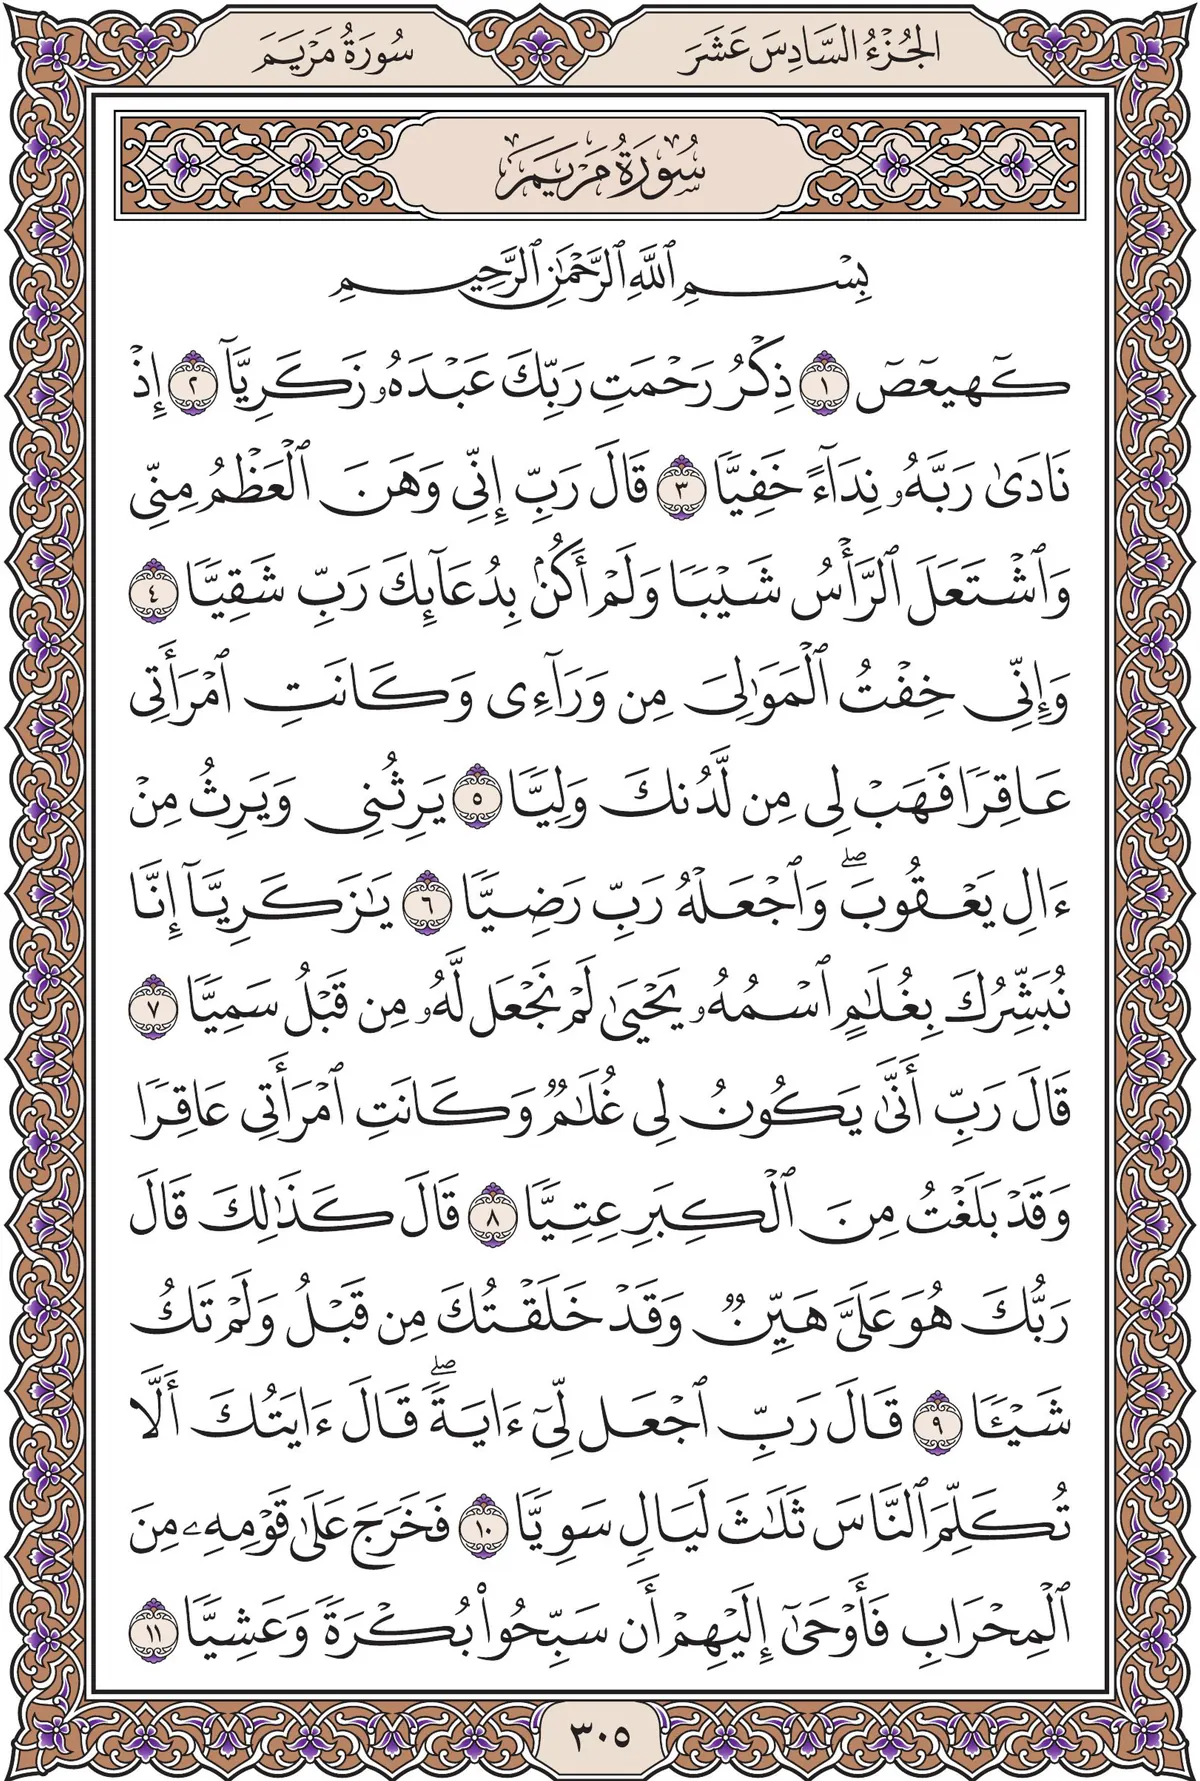 الجُزْءُ السَّادِسَ عَشَرَ
سُورَةُ مَرْيَمَ
سُورَةُ مَرْيَمَ
بِسۡمِ ٱللَّهِ ٱلرَّحۡمَٰنِ ٱلرَّحِيمِ
كٓهيعٓصٓ ١ ذِكۡرُ رَحۡمَتِ رَبِّكَ عَبۡدَهُۥ زَكَرِيَّآ ٢ إِذۡ
نَادَىٰ رَبَّهُۥ نِدَآءً خَفِيّٗا ٣ قَالَ رَبِّ إِنِّي وَهَنَ ٱلۡعَظۡمُ مِنِّي
وَٱشۡتَعَلَ ٱلرَّأۡسُ شَيۡبٗا وَلَمۡ أَكُنۢ بِدُعَآئِكَ رَبِّ شَقِيّٗا ٤
وَإِنِّي خِفۡتُ ٱلۡمَوَٰلِيَ مِن وَرَآءِي وَكَانَتِ ٱمۡرَأَتِي
عَاقِرٗا فَهَبۡ لِي مِن لَّدُنكَ وَلِيّٗا ٥ يَرِثُنِي وَيَرِثُ مِنۡ
ءَالِ يَعۡقُوبَۖ وَٱجۡعَلۡهُ رَبِّ رَضِيّٗا ٦ يَٰزَكَرِيَّآ إِنَّا
نُبَشِّرُكَ بِغُلَٰمٍ ٱسۡمُهُۥ يَحۡيَىٰ لَمۡ نَجۡعَل لَّهُۥ مِن قَبۡلُ سَمِيّٗا ٧
قَالَ رَبِّ أَنَّىٰ يَكُونُ لِي غُلَٰمٞ وَكَانَتِ ٱمۡرَأَتِي عَاقِرٗا
وَقَدۡ بَلَغۡتُ مِنَ ٱلۡكِبَرِ عِتِيّٗا ٨ قَالَ كَذَٰلِكَ قَالَ
رَبُّكَ هُوَ عَلَيَّ هَيِّنٞ وَقَدۡ خَلَقۡتُكَ مِن قَبۡلُ وَلَمۡ تَكُ
شَيۡـٔٗا ٩ قَالَ رَبِّ ٱجۡعَل لِّيٓ ءَايَةٗۖ قَالَ ءَايَتُكَ أَلَّا
تُكَلِّمَ ٱلنَّاسَ ثَلَٰثَ لَيَالٖ سَوِيّٗا ١٠ فَخَرَجَ عَلَىٰ قَوۡمِهِۦ مِنَ
ٱلۡمِحۡرَابِ فَأَوۡحَىٰٓ إِلَيۡهِمۡ أَن سَبِّحُواْ بُكۡرَةٗ وَعَشِيّٗا ١١
٣٠٥